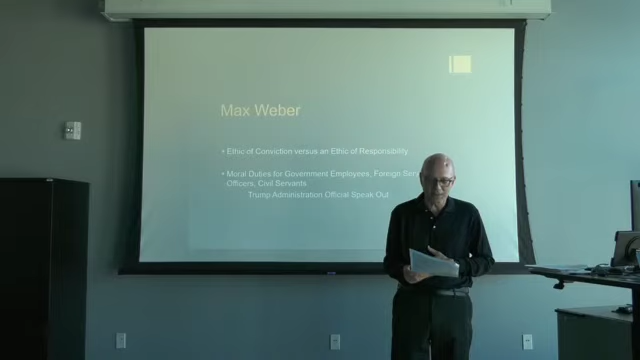 Max Weber
• Ethic of Conviction versus an Ethic of Responsibility
• Moral Duties for Government Employees, Foreign Ser
Officers, Civil Servants
Trump Administration Official Speak Out